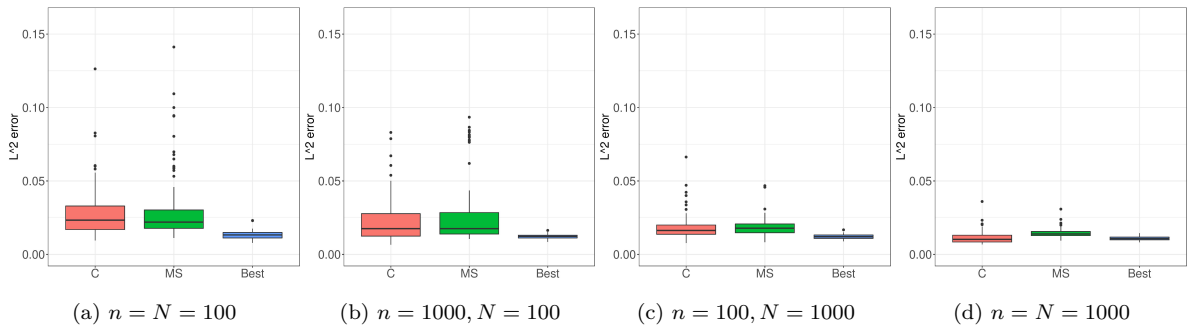 L^2 error
0.15
0.10
0.05
0.00
C MS Best
(a) n = N = 100
L^2 error
0.15
0.10
0.05
0.00
C MS Best
(b) n = 1000, N = 100
L^2 error
0.15
0.10
0.05
0.00
C MS Best
(c) n = 100, N = 1000
L^2 error
0.15
0.10
0.05
0.00
C MS Best
(d) n = N = 1000